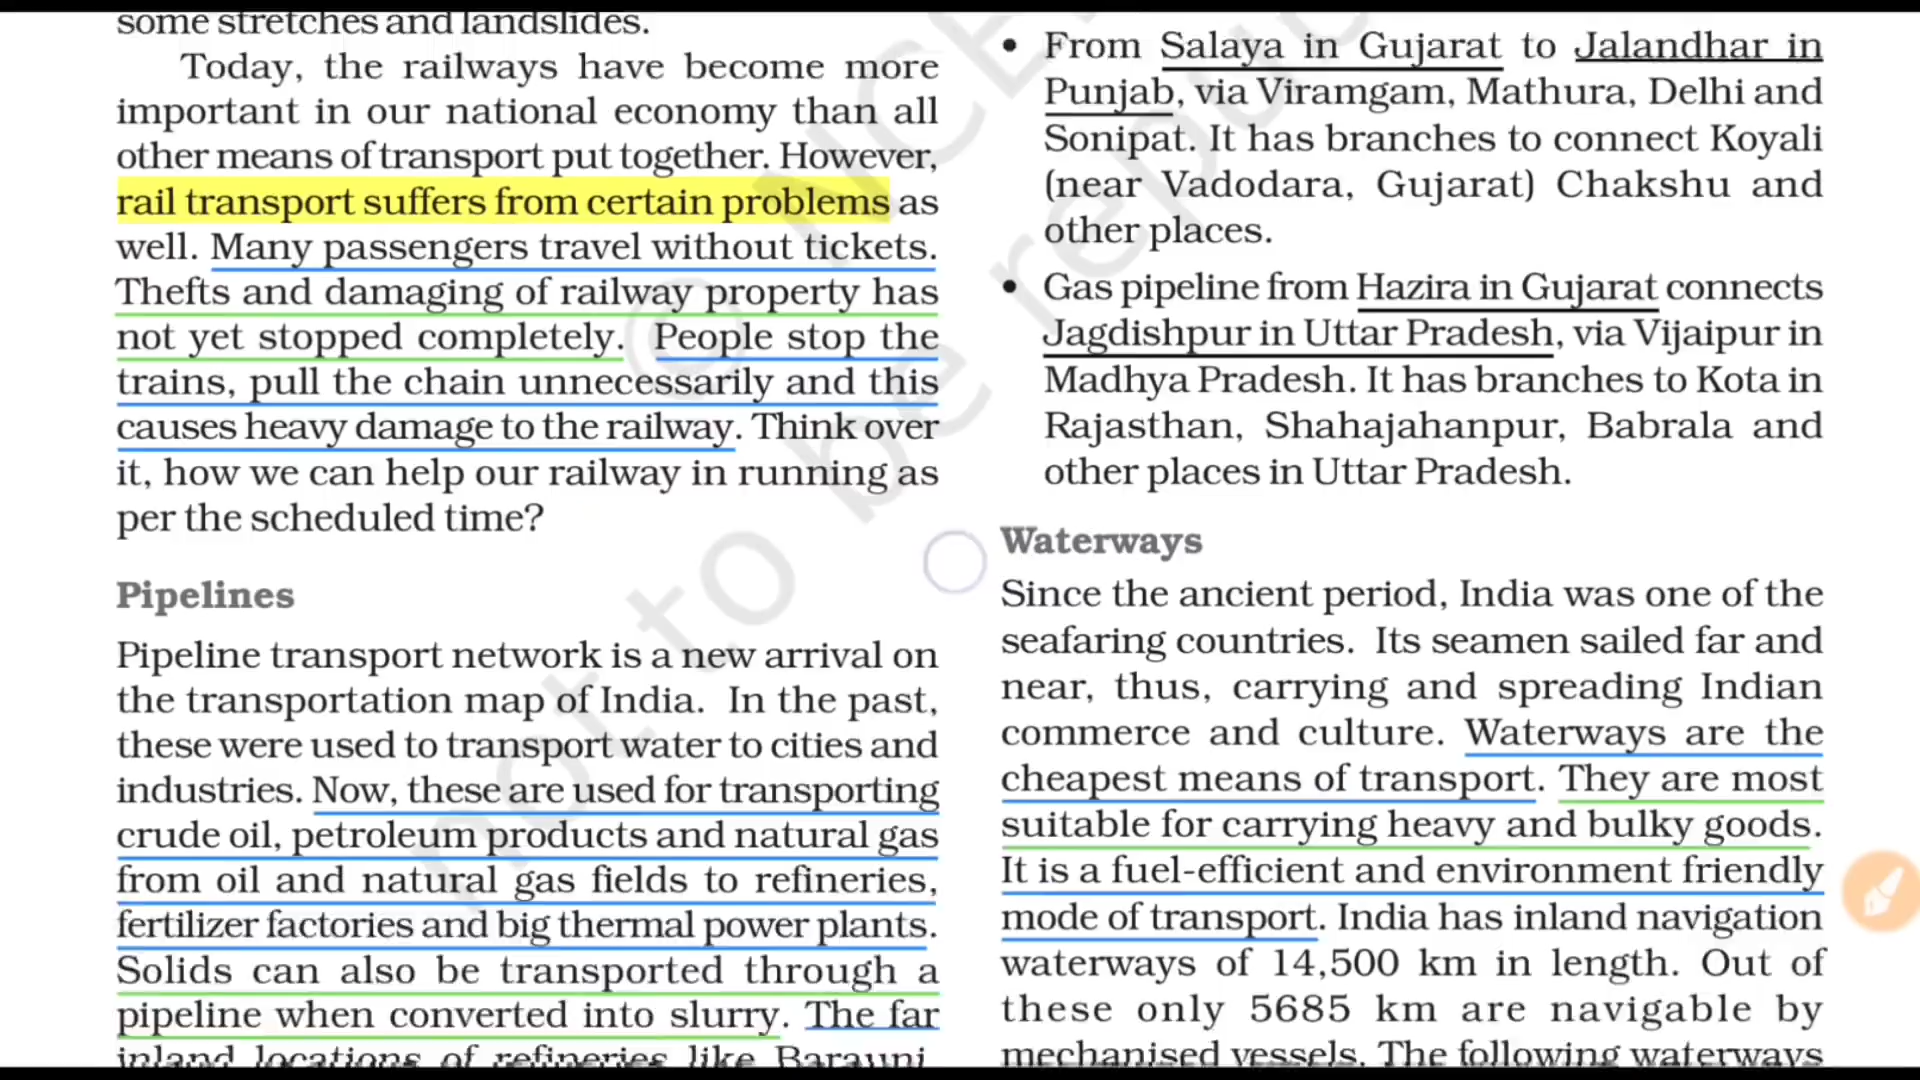 some stretches and landslides.
Today, the railways have become more
important in our national economy than all
other means of transport put together. However,
rail transport suffers from certain problems as
well. Many passengers travel without tickets.
Thefts and damaging of railway property has
not yet stopped completely. People stop the
trains, pull the chain unnecessarily and this
causes heavy damage to the railway. Think over
it, how we can help our railway in running as
per the scheduled time?
Pipelines
Pipeline transport network is a new arrival on
the transportation map of India. In the past,
these were used to transport water to cities and
industries. Now, these are used for transporting
crude oil, petroleum products and natural gas
from oil and natural gas fields to refineries,
fertilizer factories and big thermal power plants.
Solids can also be transported through a
pipeline when converted into slurry. The far
inland locations of refineries like Barauni,
• From Salaya in Gujarat to Jalandhar in
Punjab, via Viramgam, Mathura, Delhi and
Sonipat. It has branches to connect Koyali
(near Vadodara, Gujarat) Chakshu and
other places.
• Gas pipeline from Hazira in Gujarat connects
Jagdishpur in Uttar Pradesh, via Vijaipur in
Madhya Pradesh. It has branches to Kota in
Rajasthan, Shahajahanpur, Babrala and
other places in Uttar Pradesh.
Waterways
Since the ancient period, India was one of the
seafaring countries. Its seamen sailed far and
near, thus, carrying and spreading Indian
commerce and culture. Waterways are the
cheapest means of transport. They are most
suitable for carrying heavy and bulky goods.
It is a fuel-efficient and environment friendly
mode of transport. India has inland navigation
waterways of 14,500 km in length. Out of
these only 5685 km are navigable by
mechanised vessels. The following waterways
© NCE
not to be repu